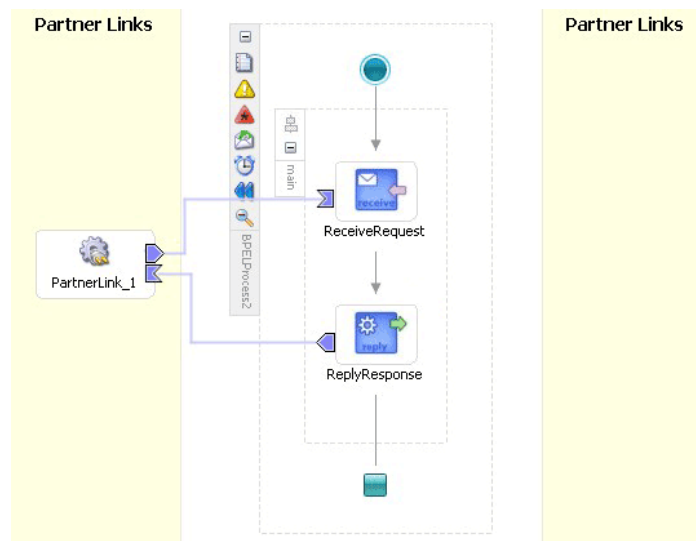 Partner Links
Partner Links
main
receive
ReceiveRequest
BPELProcess2
PartnerLink_1
reply
ReplyResponse